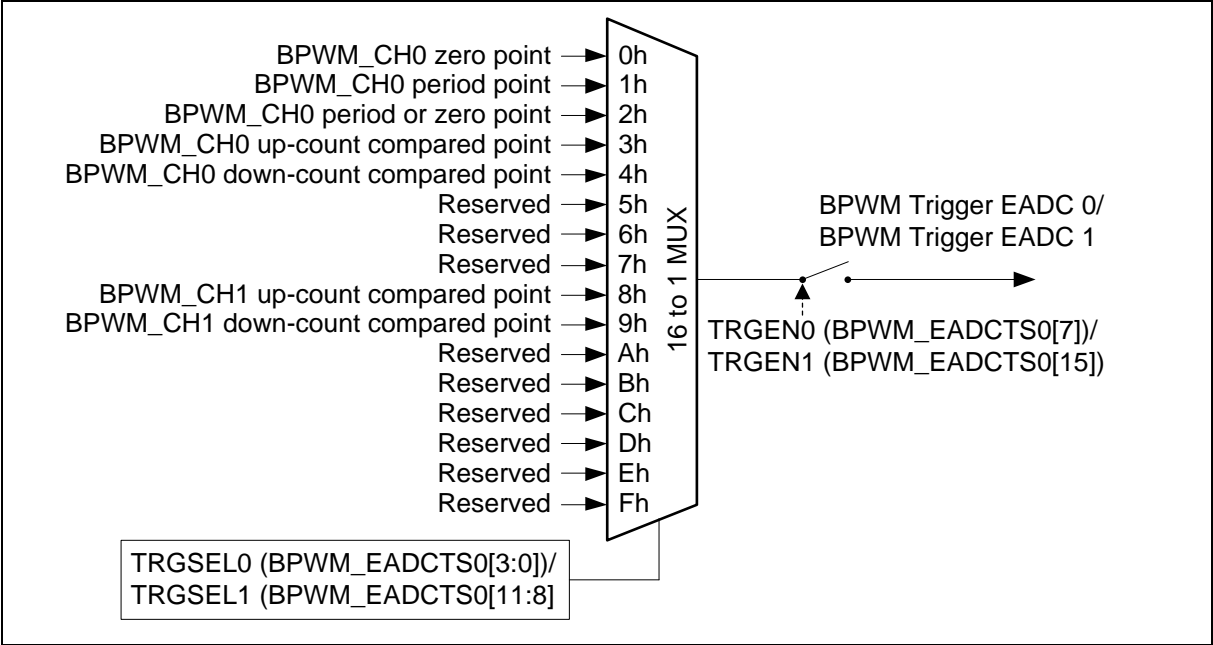 BPWM_CH0 zero point 0h
BPWM_CH0 period point 1h
BPWM_CH0 period or zero point 2h
BPWM_CH0 up-count compared point 3h
BPWM_CH0 down-count compared point 4h
Reserved 5h
Reserved 6h
Reserved 7h
BPWM_CH1 up-count compared point 8h
BPWM_CH1 down-count compared point 9h
Reserved Ah
Reserved Bh
Reserved Ch
Reserved Dh
Reserved Eh
Reserved Fh
16 to 1 MUX
BPWM Trigger EADC 0/
BPWM Trigger EADC 1
TRGEN0 (BPWM_EADCTS0[7])/
TRGEN1 (BPWM_EADCTS0[15])
TRGSEL0 (BPWM_EADCTS0[3:0])/
TRGSEL1 (BPWM_EADCTS0[11:8]